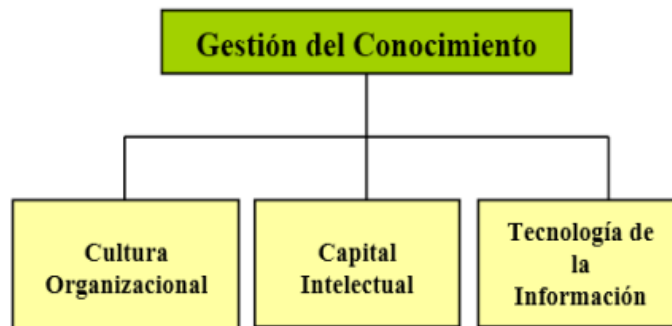 Gestión del Conocimiento
Cultura
Organizacional
Capital
Intelectual
Tecnología de
la
Información